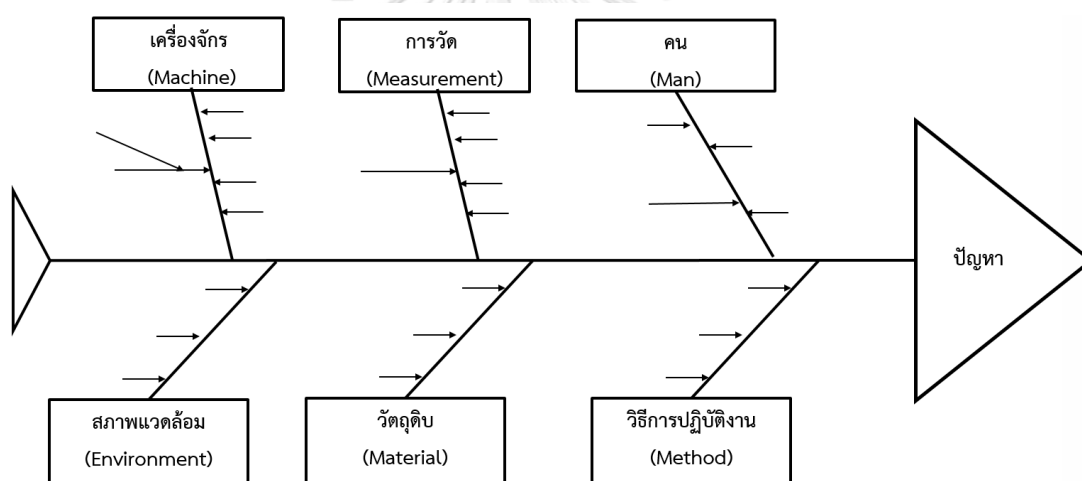 เครื่องจักร
(Machine)
การวัด
(Measurement)
คน
(Man)
ปัญหา
สภาพแวดล้อม
(Environment)
วัตถุดิบ
(Material)
วิธีการปฏิบัติงาน
(Method)